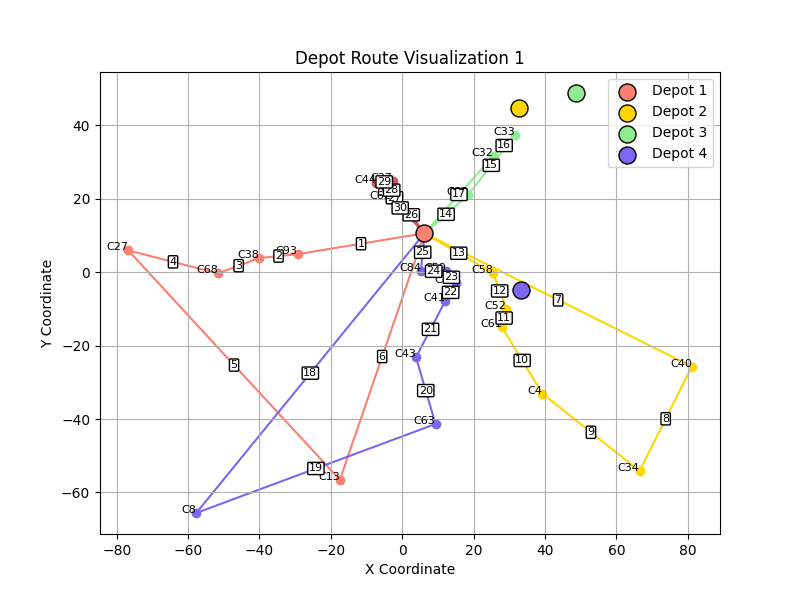 Depot Route Visualization 1
Depot 1
Depot 2
Depot 3
Depot 4
Y Coordinate
40
20
0
−20
−40
−60
−80
−60
−40
−20
0
20
40
60
80
X Coordinate
C33
16
C32
15
17
14
C44
29
28
30
26
13
25
C27
4
C68
3
C38
2
C93
1
C84
24
23
22
C41
21
C43
20
C63
C58
12
C52
11
C61
10
C4
9
C34
8
C40
7
5
6
18
19
C13
C8